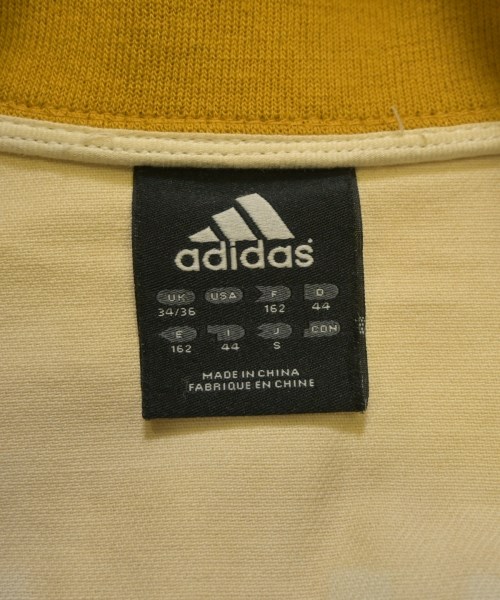 adidas
UK USA F D
34/36 162 44
E I J CDN
162 44 S
MADE IN CHINA
FABRIQUE EN CHINE